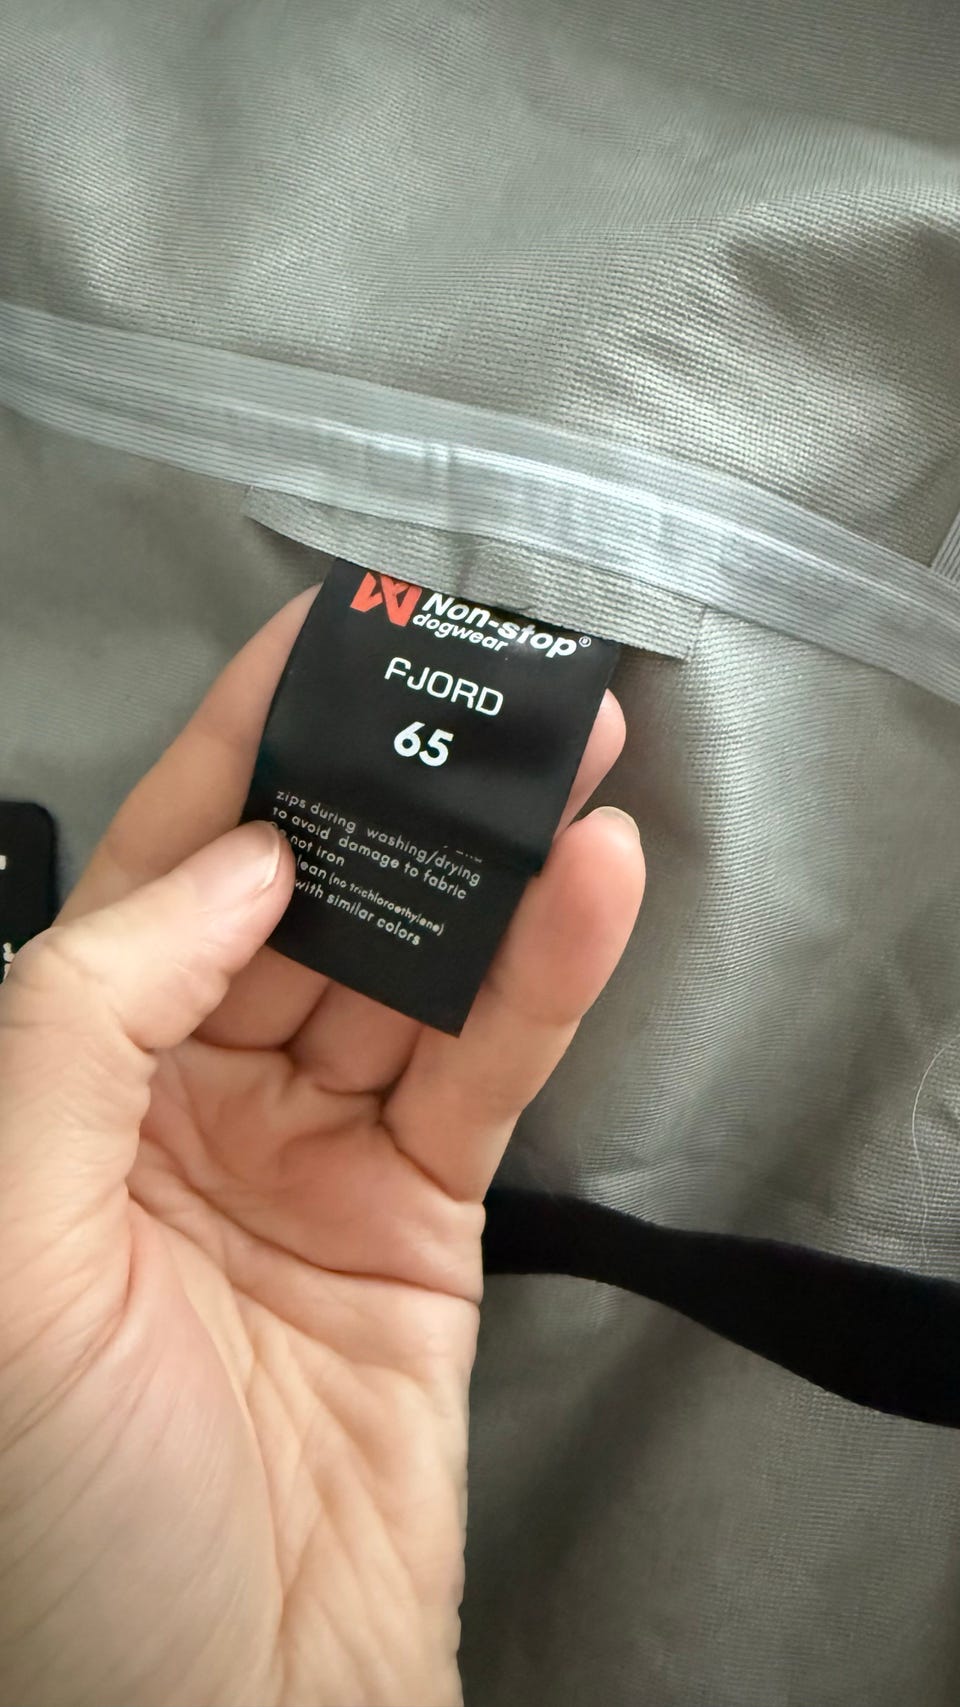 Non-stop®
dogwear
FJORD
65
zips during washing/drying
to avoid damage to fabric
not iron
(no trichloroethylene)
with similar colors